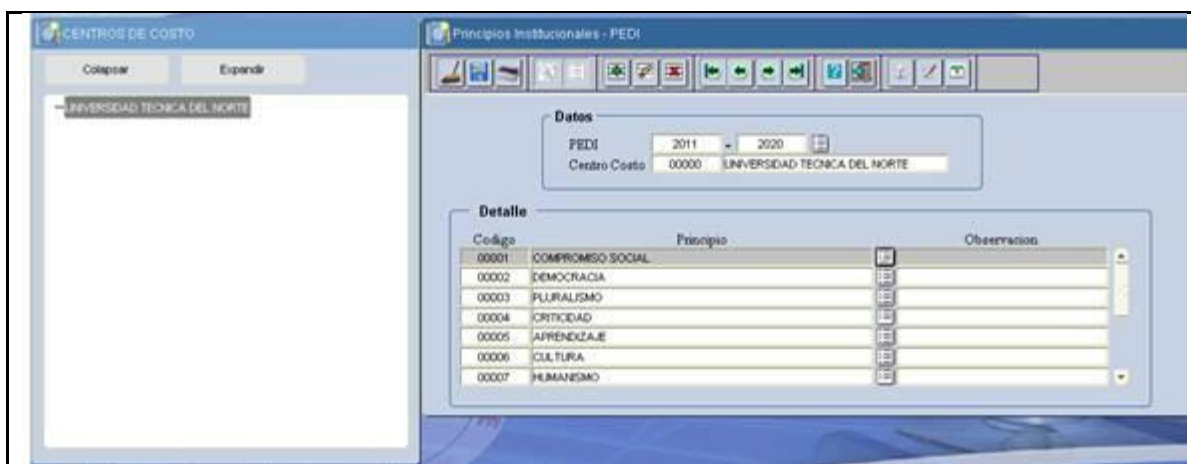 CENTROS DE COSTO
Colapsar Expandir
UNIVERSIDAD TECNICA DEL NORTE
Principios Institucionales - PEDI
Datos
PEDI 2011 - 2020
Centro Costo 00000 UNIVERSIDAD TECNICA DEL NORTE
Detalle
Codigo Principio Observacion
00001 COMPROMISO SOCIAL
00002 DEMOCRACIA
00003 PLURALISMO
00004 CRITICIDAD
00005 APRENDIZAJE
00006 CULTURA
00007 HUMANISMO